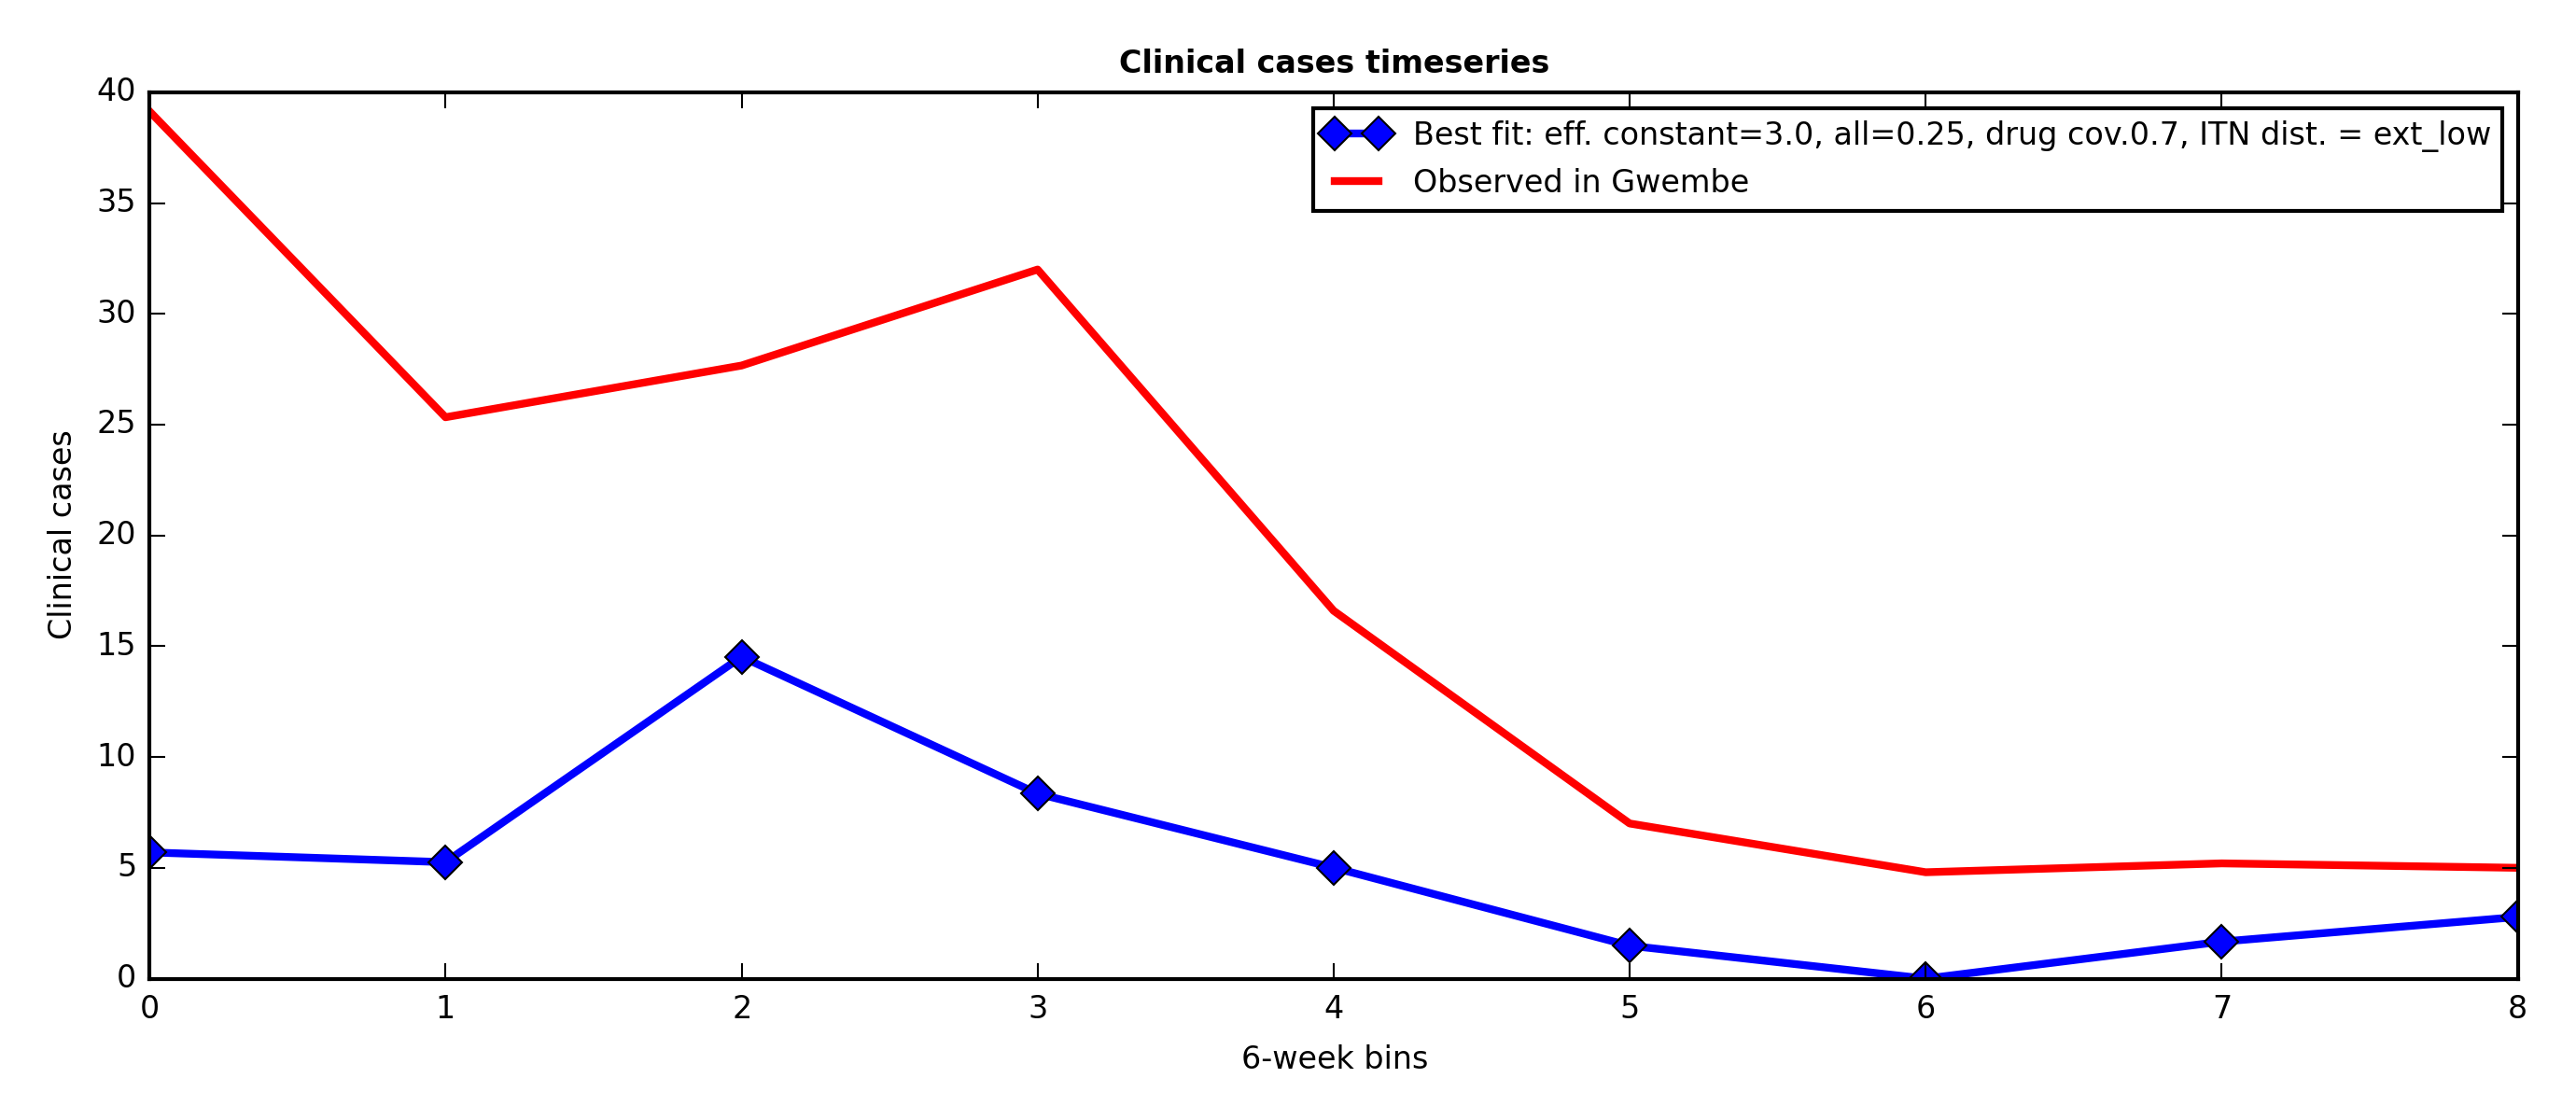 Clinical cases timeseries
Best fit: eff. constant=3.0, all=0.25, drug cov.0.7, ITN dist. = ext_low
Observed in Gwembe
Clinical cases
40
35
30
25
20
15
10
5
0
0 1 2 3 4 5 6 7 8
6-week bins